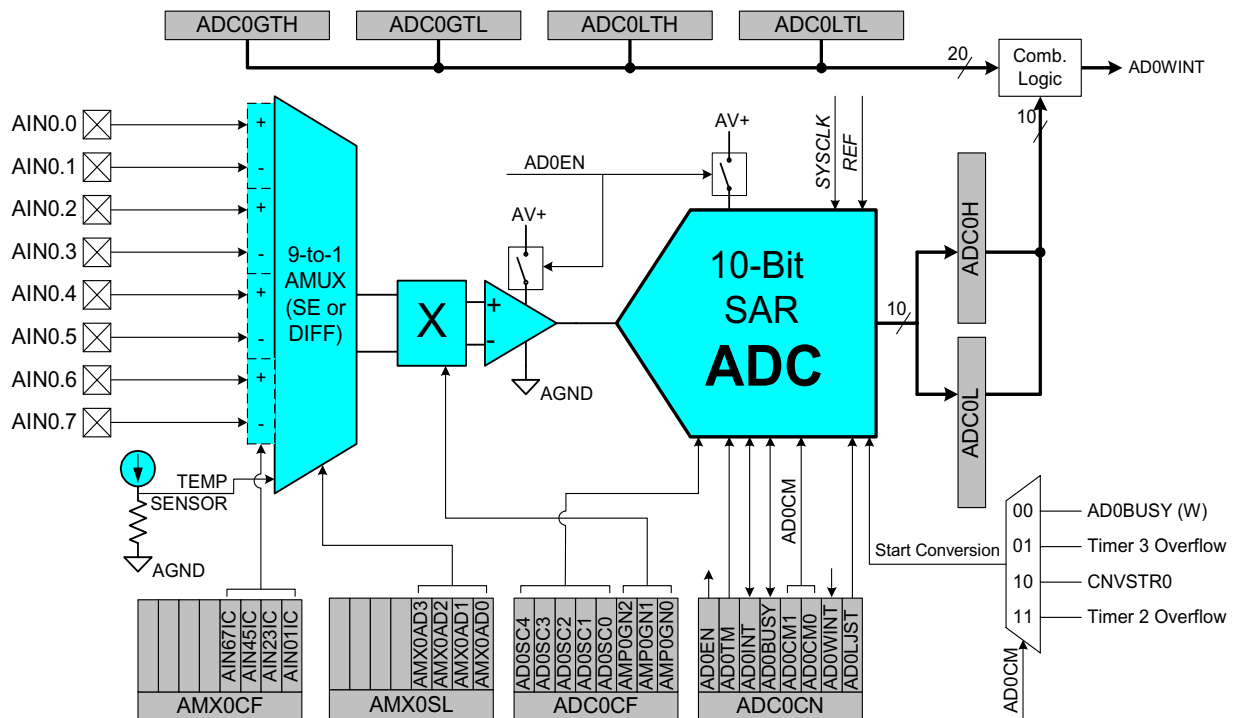 ADC0GTH
ADC0GTL
ADC0LTH
ADC0LTL
20
Comb.
Logic
AD0WINT
10
AIN0.0
AIN0.1
AIN0.2
AIN0.3
AIN0.4
AIN0.5
AIN0.6
AIN0.7
+
-
+
-
+
-
+
-
9-to-1
AMUX
(SE or
DIFF)
TEMP
SENSOR
AGND
X
+
-
AV+
AGND
AD0EN
AV+
SYSCLK
REF
10-Bit
SAR
ADC
10
ADC0H
ADC0L
Start Conversion
00
01
10
11
AD0BUSY (W)
Timer 3 Overflow
CNVSTR0
Timer 2 Overflow
AD0CM
AD0CM
AIN67IC
AIN45IC
AIN23IC
AIN01IC
AMX0CF
AMX0AD3
AMX0AD2
AMX0AD1
AMX0AD0
AMX0SL
AD0SC4
AD0SC3
AD0SC2
AD0SC1
AD0SC0
AMP0GN2
AMP0GN1
AMP0GN0
ADC0CF
AD0EN
AD0TM
AD0INT
AD0BUSY
AD0CM1
AD0CM0
AD0WINT
AD0LJST
ADC0CN